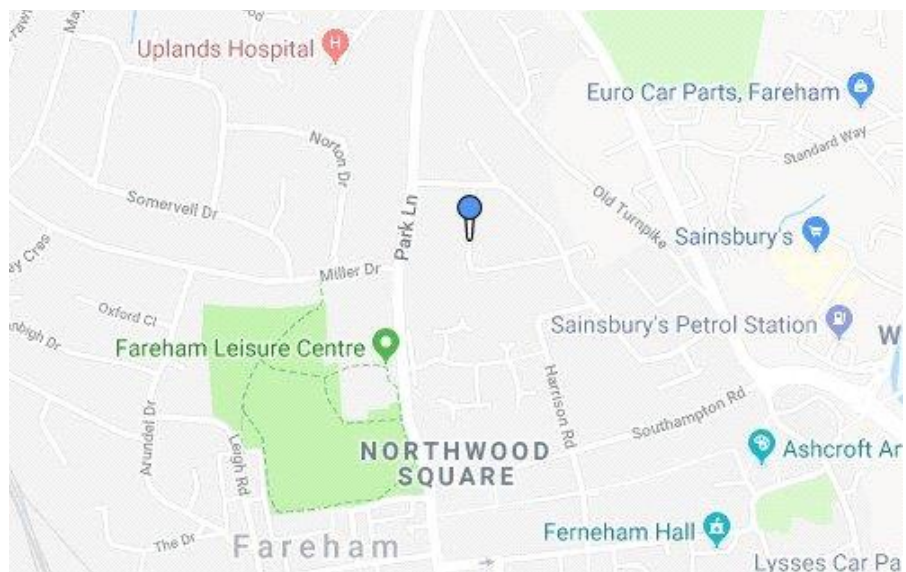 Uplands Hospital
Euro Car Parts, Fareham
Standard Way
Norton Dr
Somervell Dr
Old Turnpike
Park Ln
Sainsbury's
Miller Dr
Oxford Cl
Sainsbury's Petrol Station
Fareham Leisure Centre
Harrison Rd
Southampton Rd
Arundel Dr
Leigh Rd
NORTHWOOD
SQUARE
Ashcroft Ar
The Dr
Fareham
Ferneham Hall
Lysses Car Pa
W